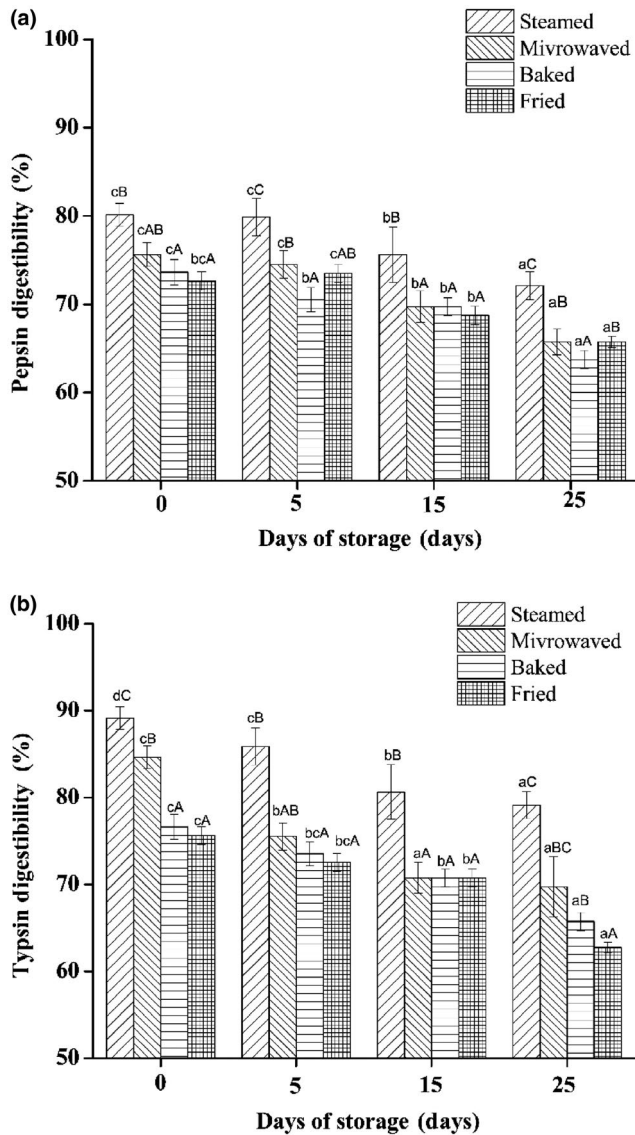 (a)
100
90
80
70
60
50
Pepsin digestibility (%)
Steamed
Mivrowaved
Baked
Fried
cB
cAB
cA
bcA
cC
cB
bA
cAB
bB
bA
bA
bA
aC
aB
aA
aB
0
5
15
25
Days of storage (days)
(b)
100
90
80
70
60
50
Typsin digestibility (%)
Steamed
Mivrowaved
Baked
Fried
dC
cB
cA
cA
cB
bAB
bcA
bcA
bB
aA
bA
bA
aC
aBC
aB
aA
0
5
15
25
Days of storage (days)